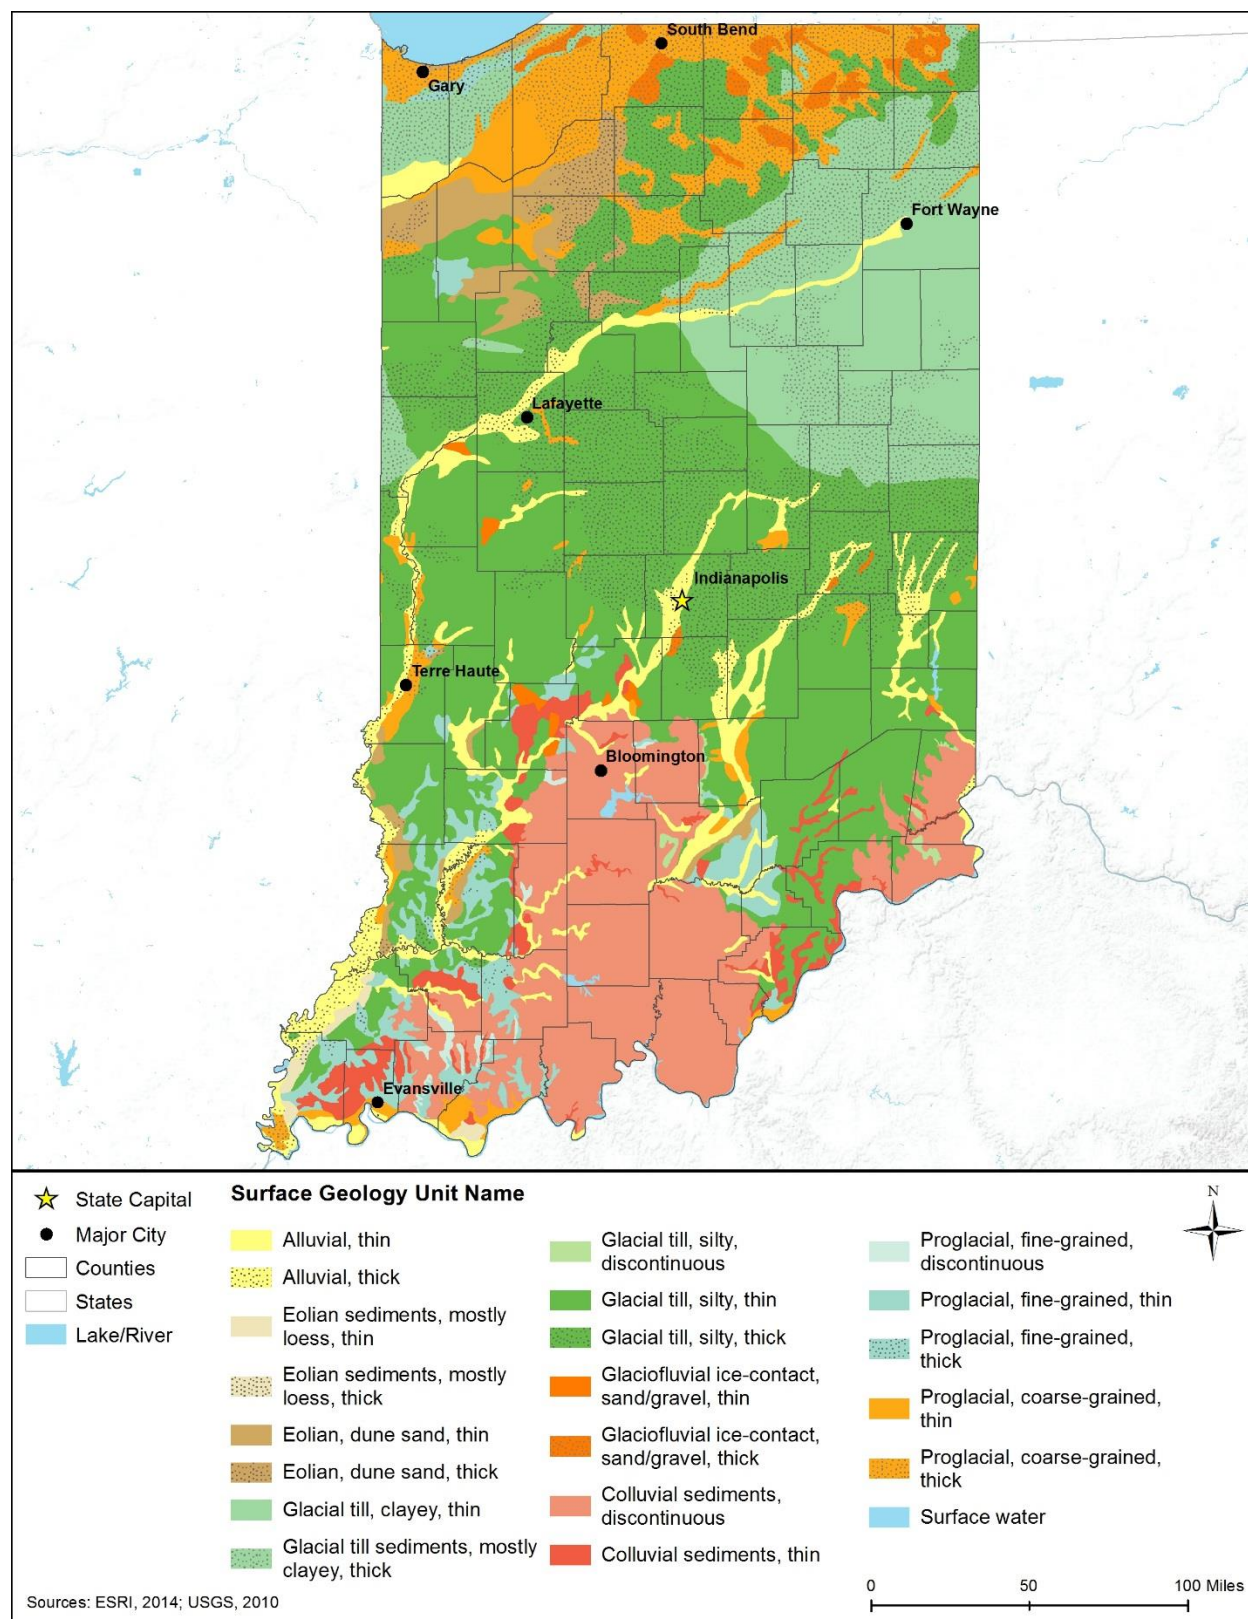 South Bend
Gary
Fort Wayne
Lafayette
Indianapolis
Terre Haute
Bloomington
Evansville
State Capital
Major City
Counties
States
Lake/River
Surface Geology Unit Name
Alluvial, thin
Alluvial, thick
Eolian sediments, mostly
loess, thin
Eolian sediments, mostly
loess, thick
Eolian, dune sand, thin
Eolian, dune sand, thick
Glacial till, clayey, thin
Glacial till sediments, mostly
clayey, thick
Glacial till, silty,
discontinuous
Glacial till, silty, thin
Glacial till, silty, thick
Glaciofluvial ice-contact,
sand/gravel, thin
Glaciofluvial ice-contact,
sand/gravel, thick
Colluvial sediments,
discontinuous
Colluvial sediments, thin
Proglacial, fine-grained,
discontinuous
Proglacial, fine-grained, thin
Proglacial, fine-grained,
thick
Proglacial, coarse-grained,
thin
Proglacial, coarse-grained,
thick
Surface water
N
0 50 100 Miles
Sources: ESRI, 2014; USGS, 2010